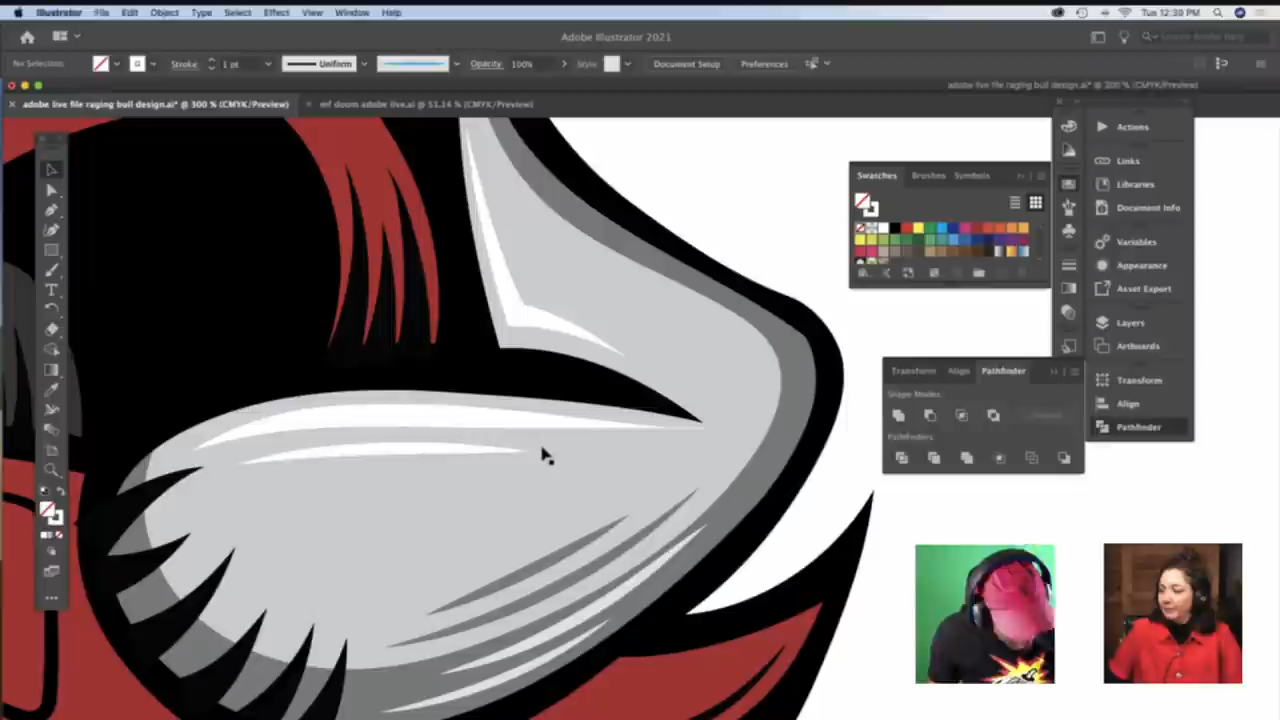 Illustrator File Edit Object Type Select Effect View Window Help Tue 12:39 PM
Adobe Illustrator 2021
No Selection Stroke: 1 pt Uniform Opacity: 100% Style: Document Setup Preferences
adobe live file raging bull design.ai* @ 300 % (CMYK/Preview)
adobe live file raging bull design.ai* @ 300 % (CMYK/Preview) mf doom adobe live.ai @ 51.14 % (CMYK/Preview)
Actions
Links
Libraries
Document Info
Variables
Appearance
Asset Export
Layers
Artboards
Transform
Align
Pathfinder
Swatches Brushes Symbols
Transform Align Pathfinder
Shape Modes:
Pathfinders: